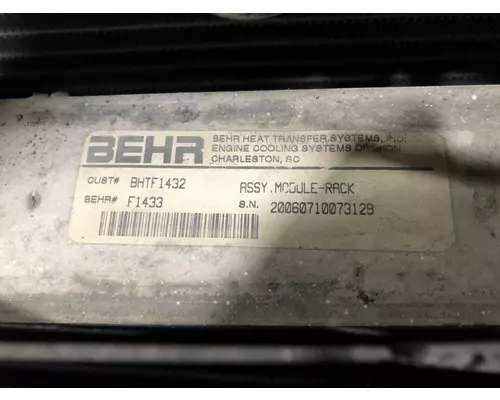 BEHR
BEHR HEAT TRANSFER SYSTEMS, INC.
ENGINE COOLING SYSTEMS DIVISION
CHARLESTON, SC
CUST# BHTF1432 ASSY.MODULE-RACK
BEHR# F1433 S.N. 20060710073129